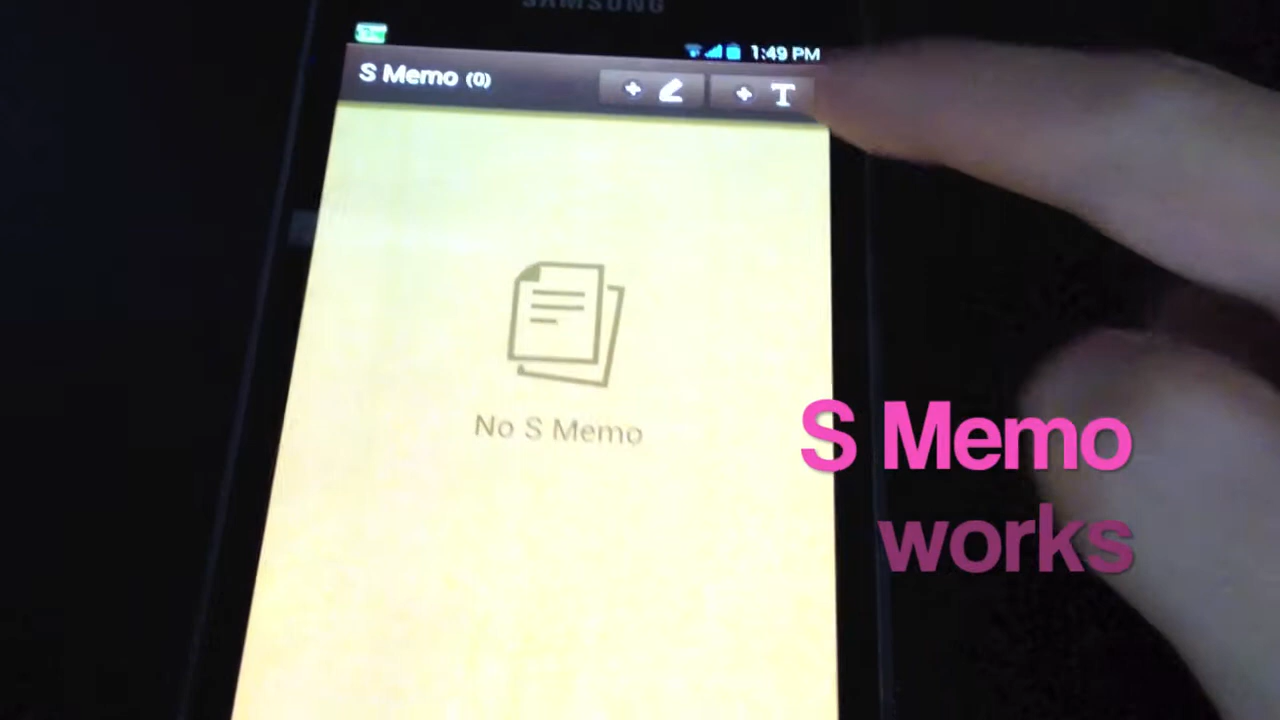 SAMSUNG
1:49 PM
S Memo (0)
+ T
No S Memo
S Memo
works